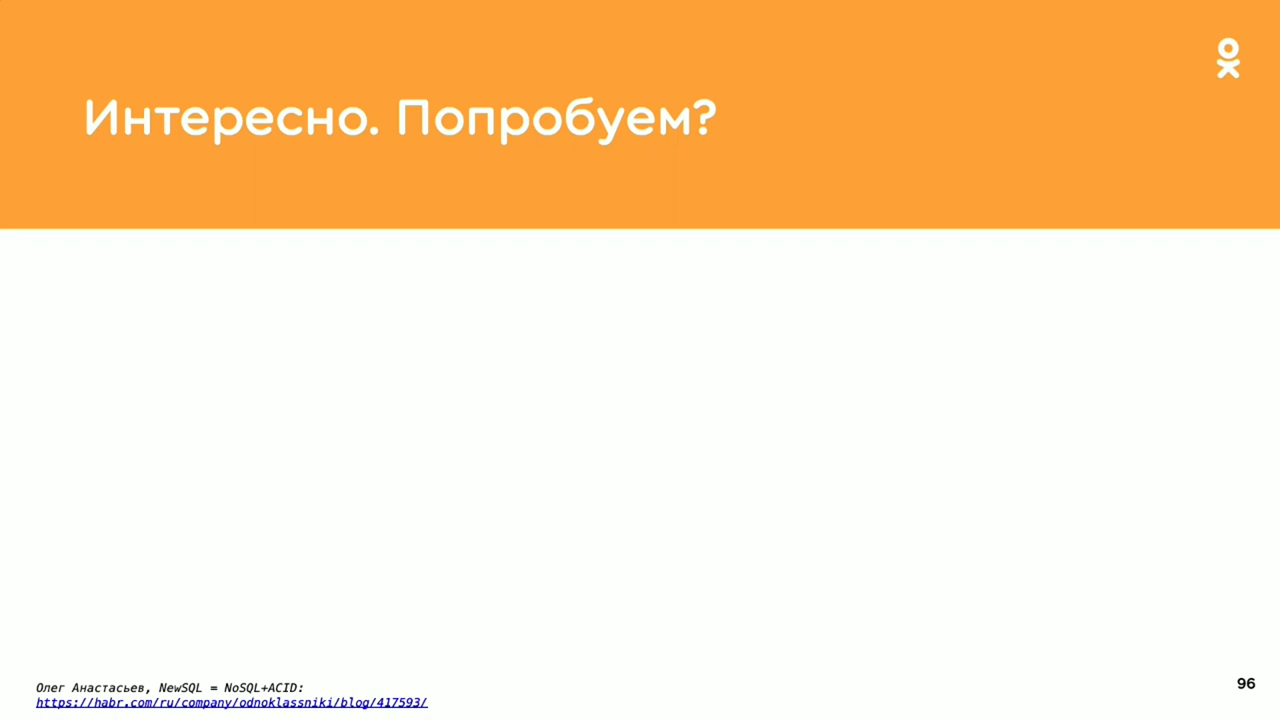 Интересно. Попробуем?
Олег Анастасьев, NewSQL = NoSQL+ACID:
https://habr.com/ru/company/odnoklassniki/blog/417593/
96